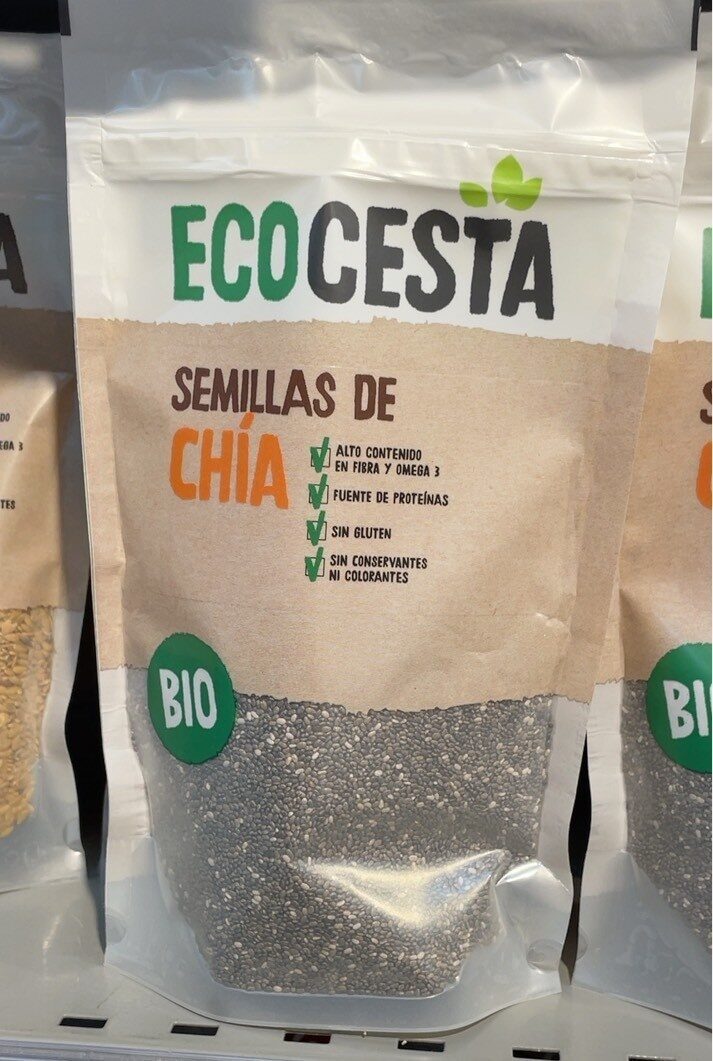 ECOCESTA
SEMILLAS DE
CHÍA
ALTO CONTENIDO
EN FIBRA Y OMEGA 3
FUENTE DE PROTEÍNAS
SIN GLUTEN
SIN CONSERVANTES
NI COLORANTES
BIO